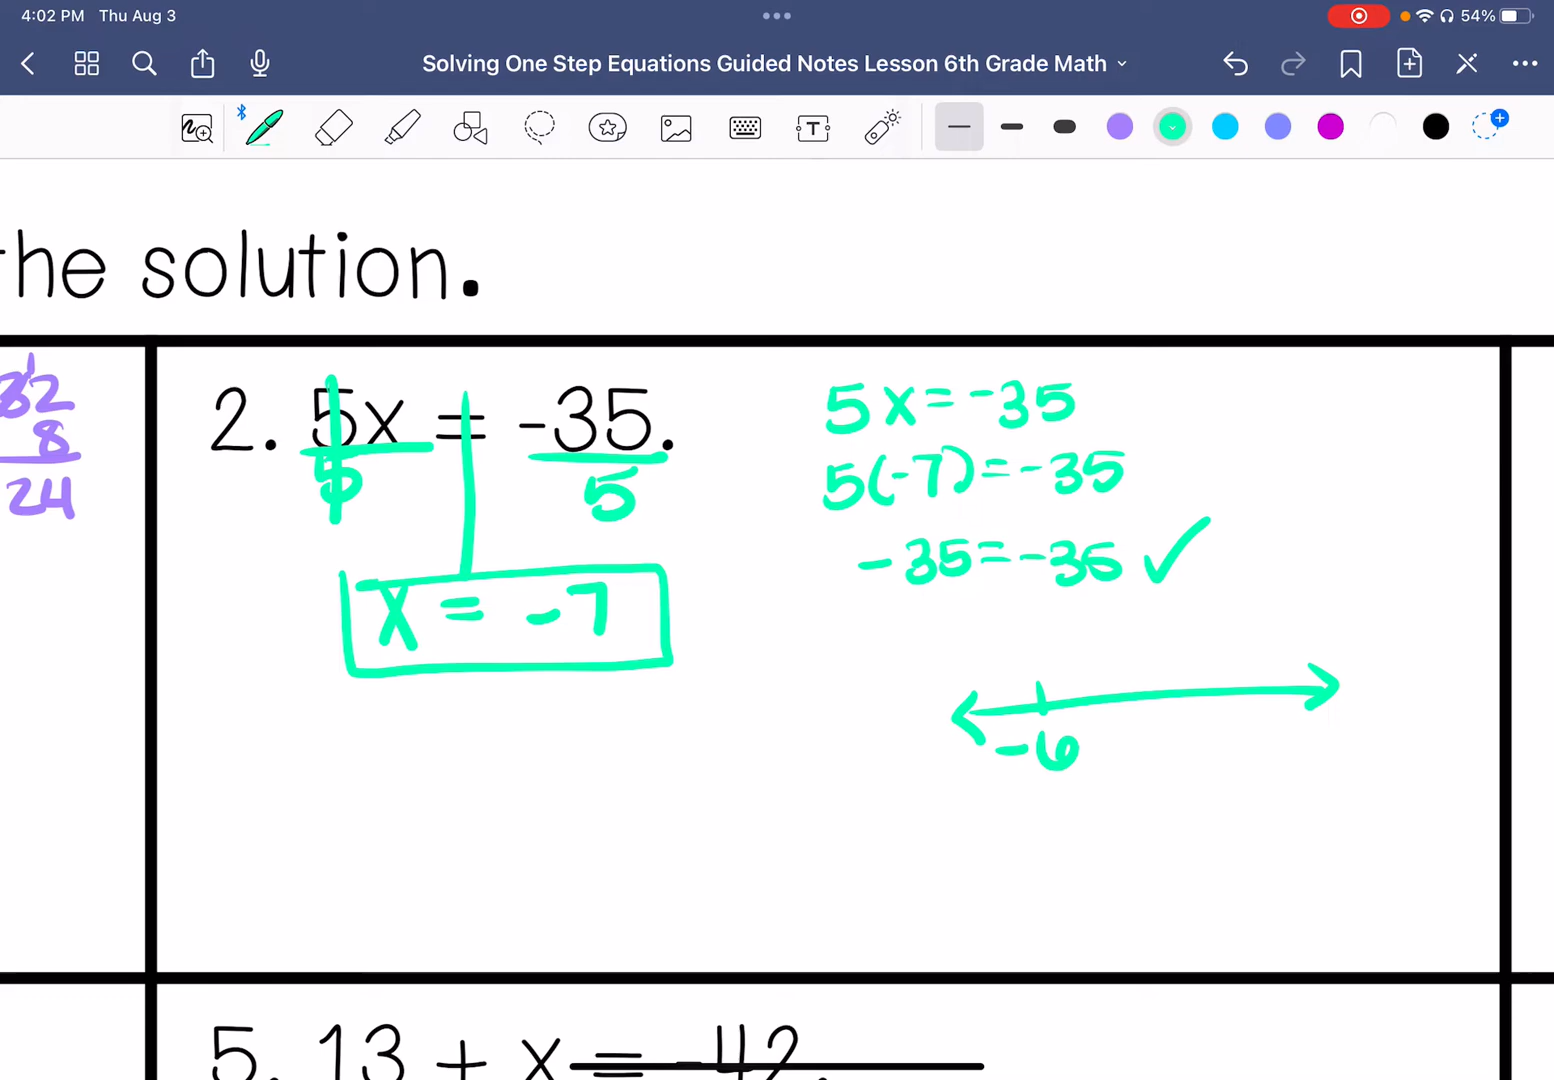 4:02 PM Thu Aug 3
54%
Solving One Step Equations Guided Notes Lesson 6th Grade Math
T
the solution.
32
8
24
2. 5x = -35.
5 5
x = -7
5x = -35
5(-7) = -35
-35 = -35 ✓
-6
5. 13 + x = -42.